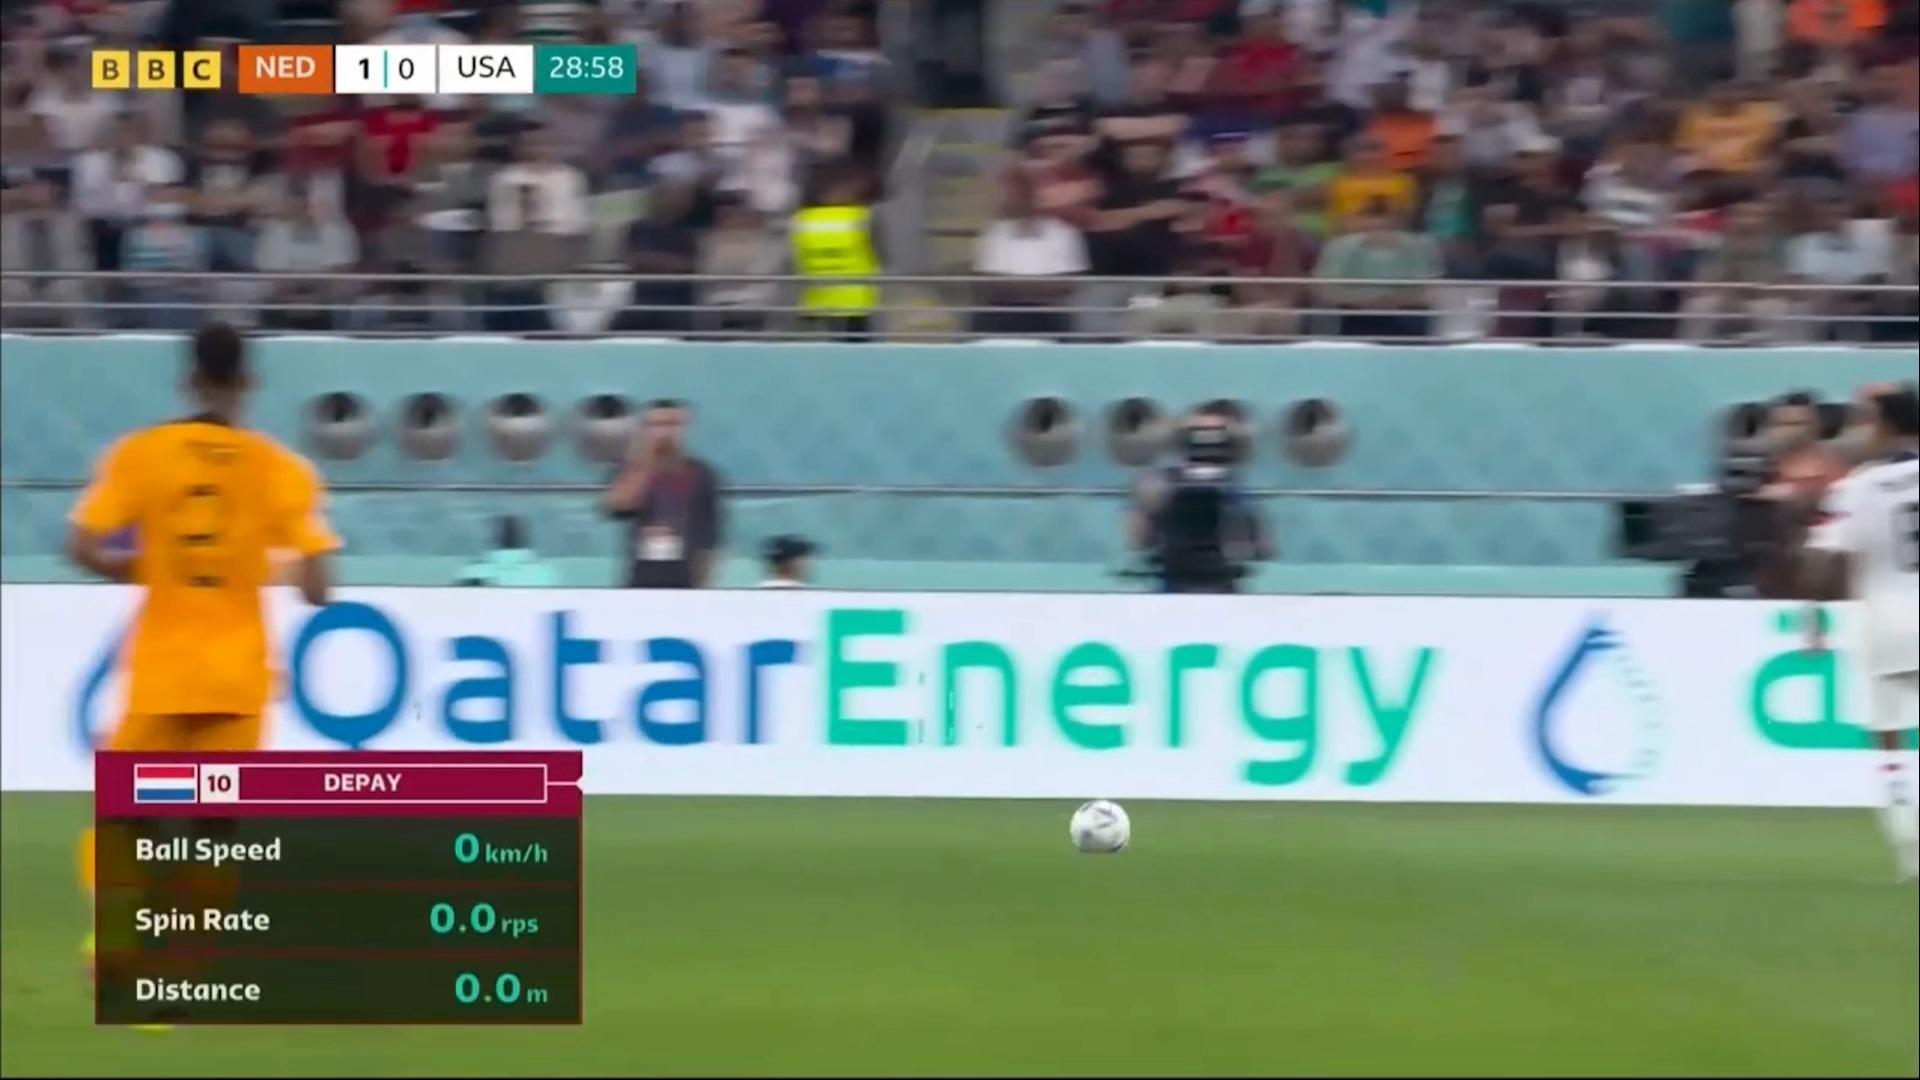 BBC NED 1 0 USA 28:58
QatarEnergy
10 DEPAY
Ball Speed 0 km/h
Spin Rate 0.0 rps
Distance 0.0 m